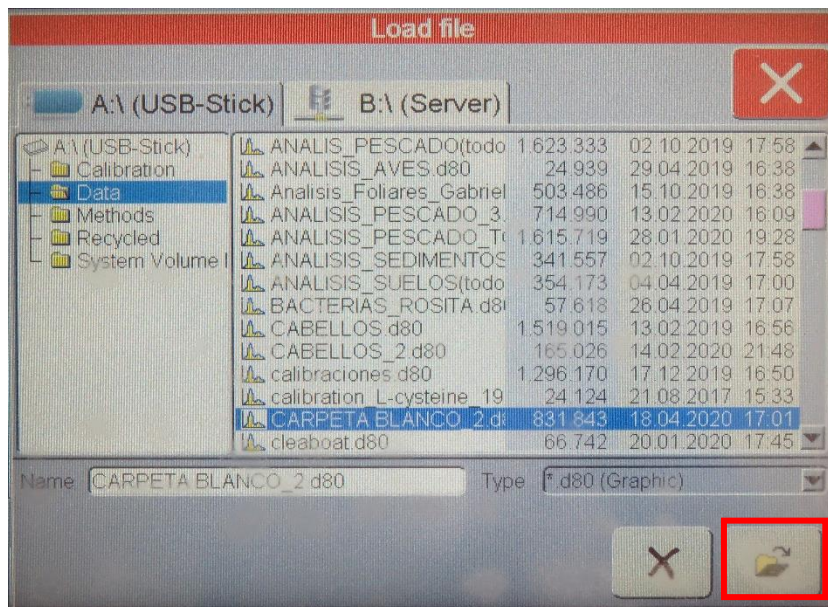 Load file
A:\ (USB-Stick) B:\ (Server)
A:\ (USB-Stick)
Calibration
Data
Methods
Recycled
System Volume I
ANALIS_PESCADO(todo 1.623.333 02.10.2019 17:58
ANALISIS_AVES.d80 24.939 29.04.2019 16:38
Analisis_Foliares_Gabriel 503.486 15.10.2019 16:38
ANALISIS_PESCADO_3. 714.990 13.02.2020 16:09
ANALISIS_PESCADO_T 1.615.719 28.01.2020 19:28
ANALISIS_SEDIMENTOS 341.557 02.10.2019 17:58
ANALISIS_SUELOS(todo 354.173 04.04.2019 17:00
BACTERIAS_ROSITA.d8 57.618 26.04.2019 17:07
CABELLOS.d80 1.519.015 13.02.2019 16:56
CABELLOS_2.d80 165.026 14.02.2020 21:48
calibraciones.d80 1.296.170 17.12.2019 16:50
calibration_L-cysteine_19 24.124 21.08.2017 15:33
CARPETA BLANCO_2.d 831.843 18.04.2020 17:01
cleaboat.d80 66.742 20.01.2020 17:45
Name CARPETA BLANCO_2.d80 Type *.d80 (Graphic)